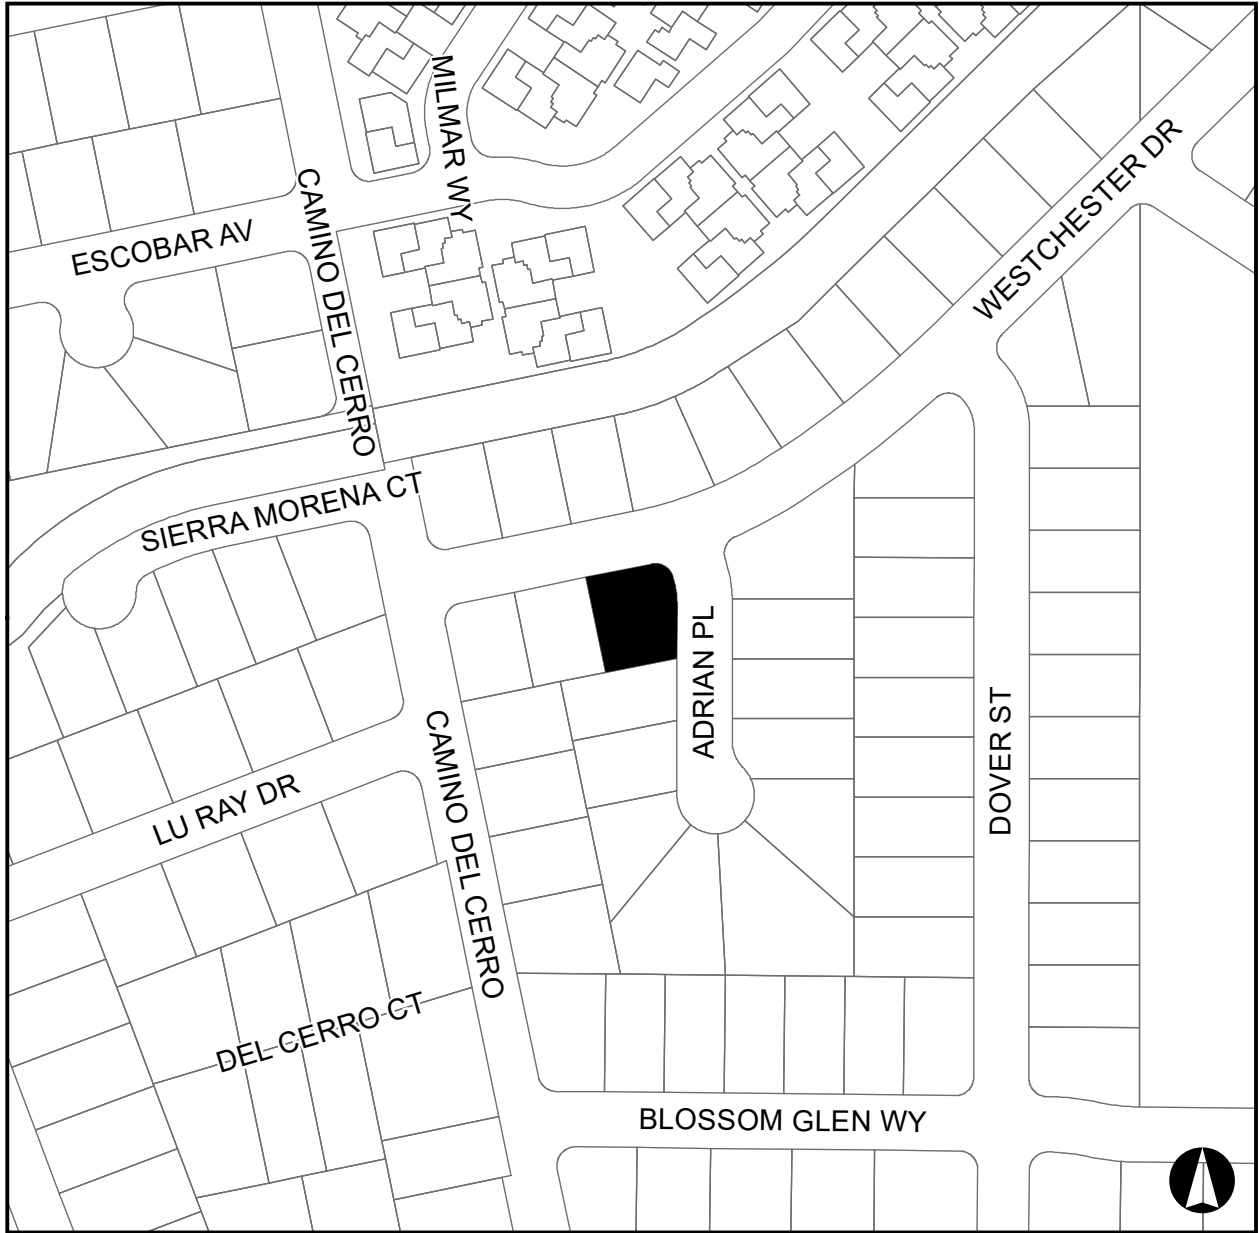 MILMAR WY
CAMINO DEL CERRO
ESCOBAR AV
WESTCHESTER DR
SIERRA MORENA CT
ADRIAN PL
DOVER ST
CAMINO DEL CERRO
LU RAY DR
DEL CERRO CT
BLOSSOM GLEN WY